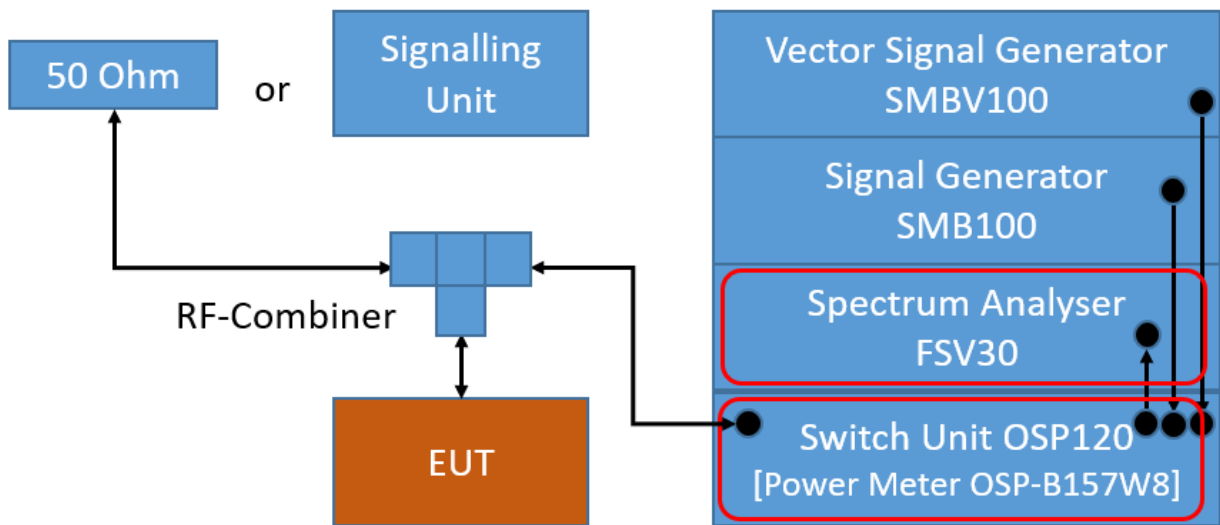 50 Ohm
or
Signalling
Unit
Vector Signal Generator
SMBV100
Signal Generator
SMB100
Spectrum Analyser
FSV30
Switch Unit OSP120
[Power Meter OSP-B157W8]
RF-Combiner
EUT